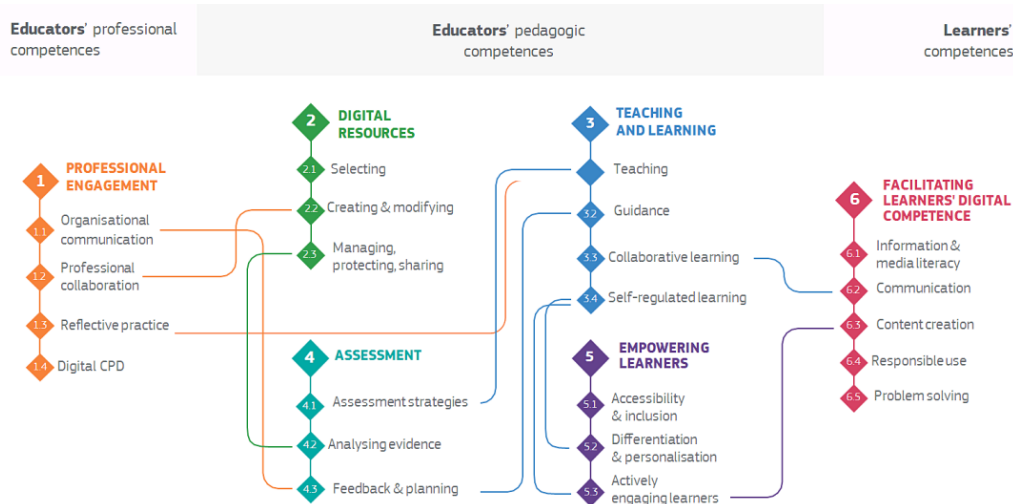 Educators' professional
competences
Educators' pedagogic
competences
Learners'
competences
1
PROFESSIONAL
ENGAGEMENT
1.1
Organisational
communication
1.2
Professional
collaboration
1.3
Reflective practice
1.4
Digital CPD
2
DIGITAL
RESOURCES
2.1
Selecting
2.2
Creating & modifying
2.3
Managing,
protecting, sharing
3
TEACHING
AND LEARNING
Teaching
3.2
Guidance
3.3
Collaborative learning
3.4
Self-regulated learning
4
ASSESSMENT
4.1
Assessment strategies
4.2
Analysing evidence
4.3
Feedback & planning
5
EMPOWERING
LEARNERS
5.1
Accessibility
& inclusion
5.2
Differentiation
& personalisation
5.3
Actively
engaging learners
6
FACILITATING
LEARNERS' DIGITAL
COMPETENCE
6.1
Information &
media literacy
6.2
Communication
6.3
Content creation
6.4
Responsible use
6.5
Problem solving